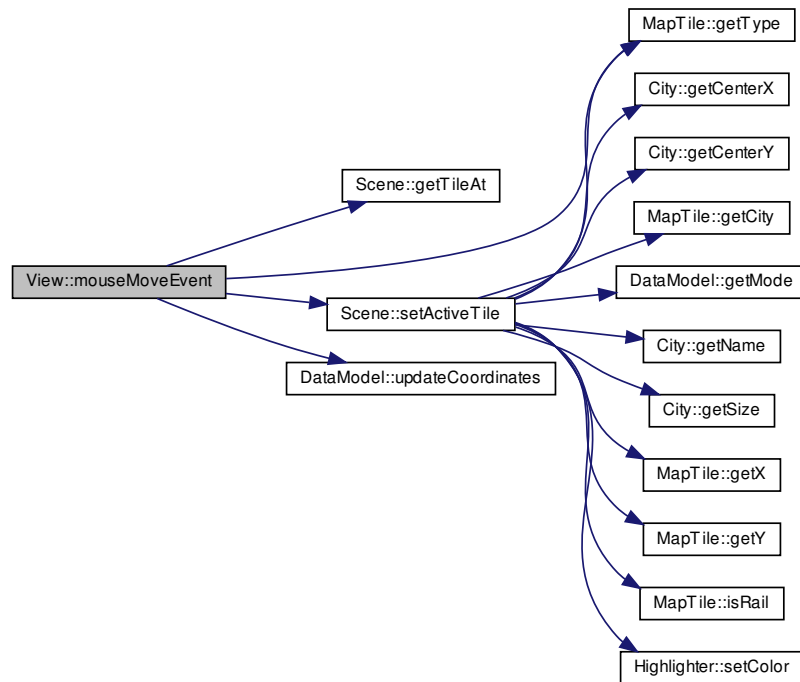 MapTile::getType
City::getCenterX
City::getCenterY
Scene::getTileAt
MapTile::getCity
View::mouseMoveEvent
DataModel::getMode
Scene::setActiveTile
City::getName
DataModel::updateCoordinates
City::getSize
MapTile::getX
MapTile::getY
MapTile::isRail
Highlighter::setColor